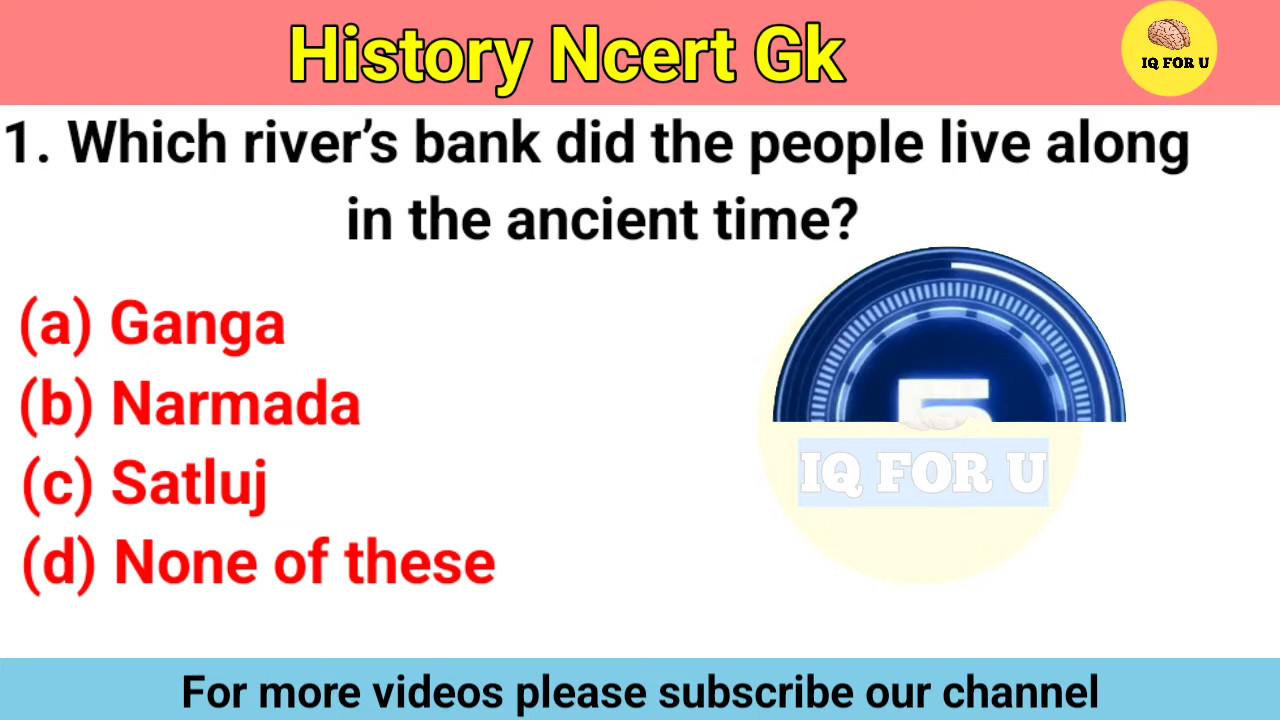 History Ncert Gk
IQ FOR U
1. Which river’s bank did the people live along
in the ancient time?
(a) Ganga
(b) Narmada
(c) Satluj
(d) None of these
5
IQ FOR U
For more videos please subscribe our channel